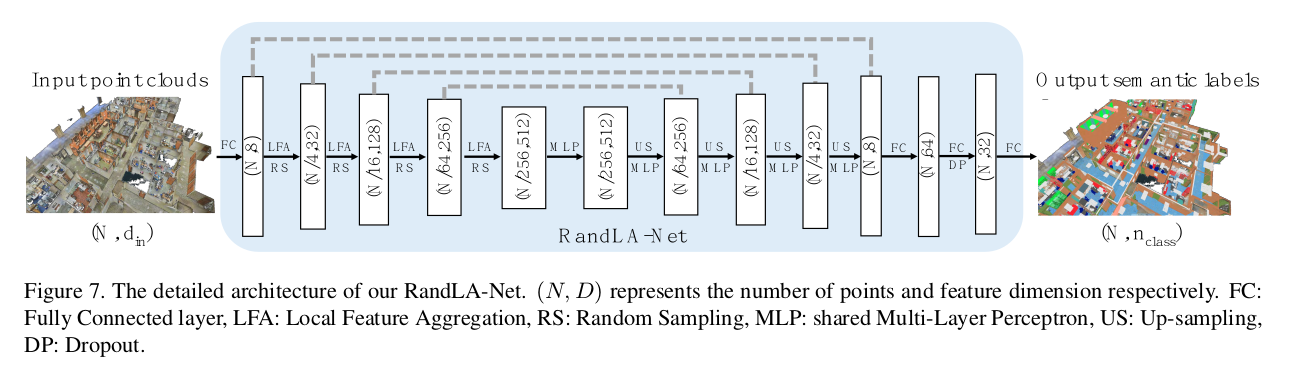 Input point clouds
Output semantic labels
FC
LFA
RS
LFA
RS
LFA
RS
LFA
RS
MLP
US
MLP
US
MLP
US
MLP
US
MLP
FC
FC
DP
FC
(N,8)
(N/4,32)
(N/16,128)
(N/64,256)
(N/256,512)
(N/256,512)
(N/64,256)
(N/16,128)
(N/4,32)
(N,8)
(N,64)
(N,32)
(N, d_in)
RandLA-Net
(N, n_class)
Figure 7. The detailed architecture of our RandLA-Net. (N, D) represents the number of points and feature dimension respectively. FC:
Fully Connected layer, LFA: Local Feature Aggregation, RS: Random Sampling, MLP: shared Multi-Layer Perceptron, US: Up-sampling,
DP: Dropout.